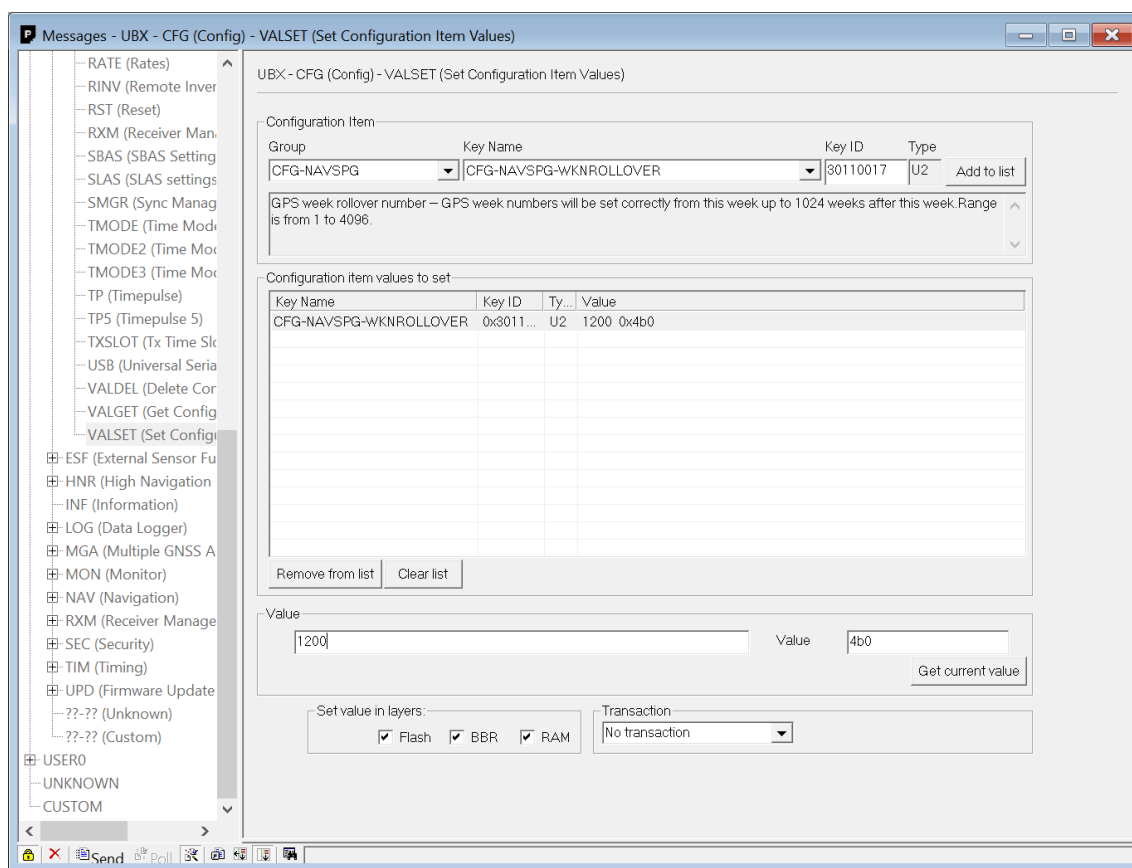 Messages - UBX - CFG (Config) - VALSET (Set Configuration Item Values)
RATE (Rates)
RINV (Remote Inver
RST (Reset)
RXM (Receiver Man
SBAS (SBAS Setting
SLAS (SLAS settings
SMGR (Sync Manag
TMODE (Time Mode
TMODE2 (Time Mod
TMODE3 (Time Mod
TP (Timepulse)
TP5 (Timepulse 5)
TXSLOT (Tx Time Slo
USB (Universal Seria
VALDEL (Delete Cor
VALGET (Get Config
VALSET (Set Configu
ESF (External Sensor Fu
HNR (High Navigation
INF (Information)
LOG (Data Logger)
MGA (Multiple GNSS A
MON (Monitor)
NAV (Navigation)
RXM (Receiver Manage
SEC (Security)
TIM (Timing)
UPD (Firmware Update
??-?? (Unknown)
??-?? (Custom)
USER0
UNKNOWN
CUSTOM
UBX - CFG (Config) - VALSET (Set Configuration Item Values)
Configuration Item
Group Key Name Key ID Type
CFG-NAVSPG CFG-NAVSPG-WKNROLLOVER 30110017 U2 Add to list
GPS week rollover number – GPS week numbers will be set correctly from this week up to 1024 weeks after this week.Range
is from 1 to 4096.
Configuration item values to set
Key Name Key ID Ty... Value
CFG-NAVSPG-WKNROLLOVER 0x3011... U2 1200 0x4b0
Remove from list Clear list
Value
1200 Value 4b0
Get current value
Set value in layers: Transaction
Flash BBR RAM No transaction
Send Poll